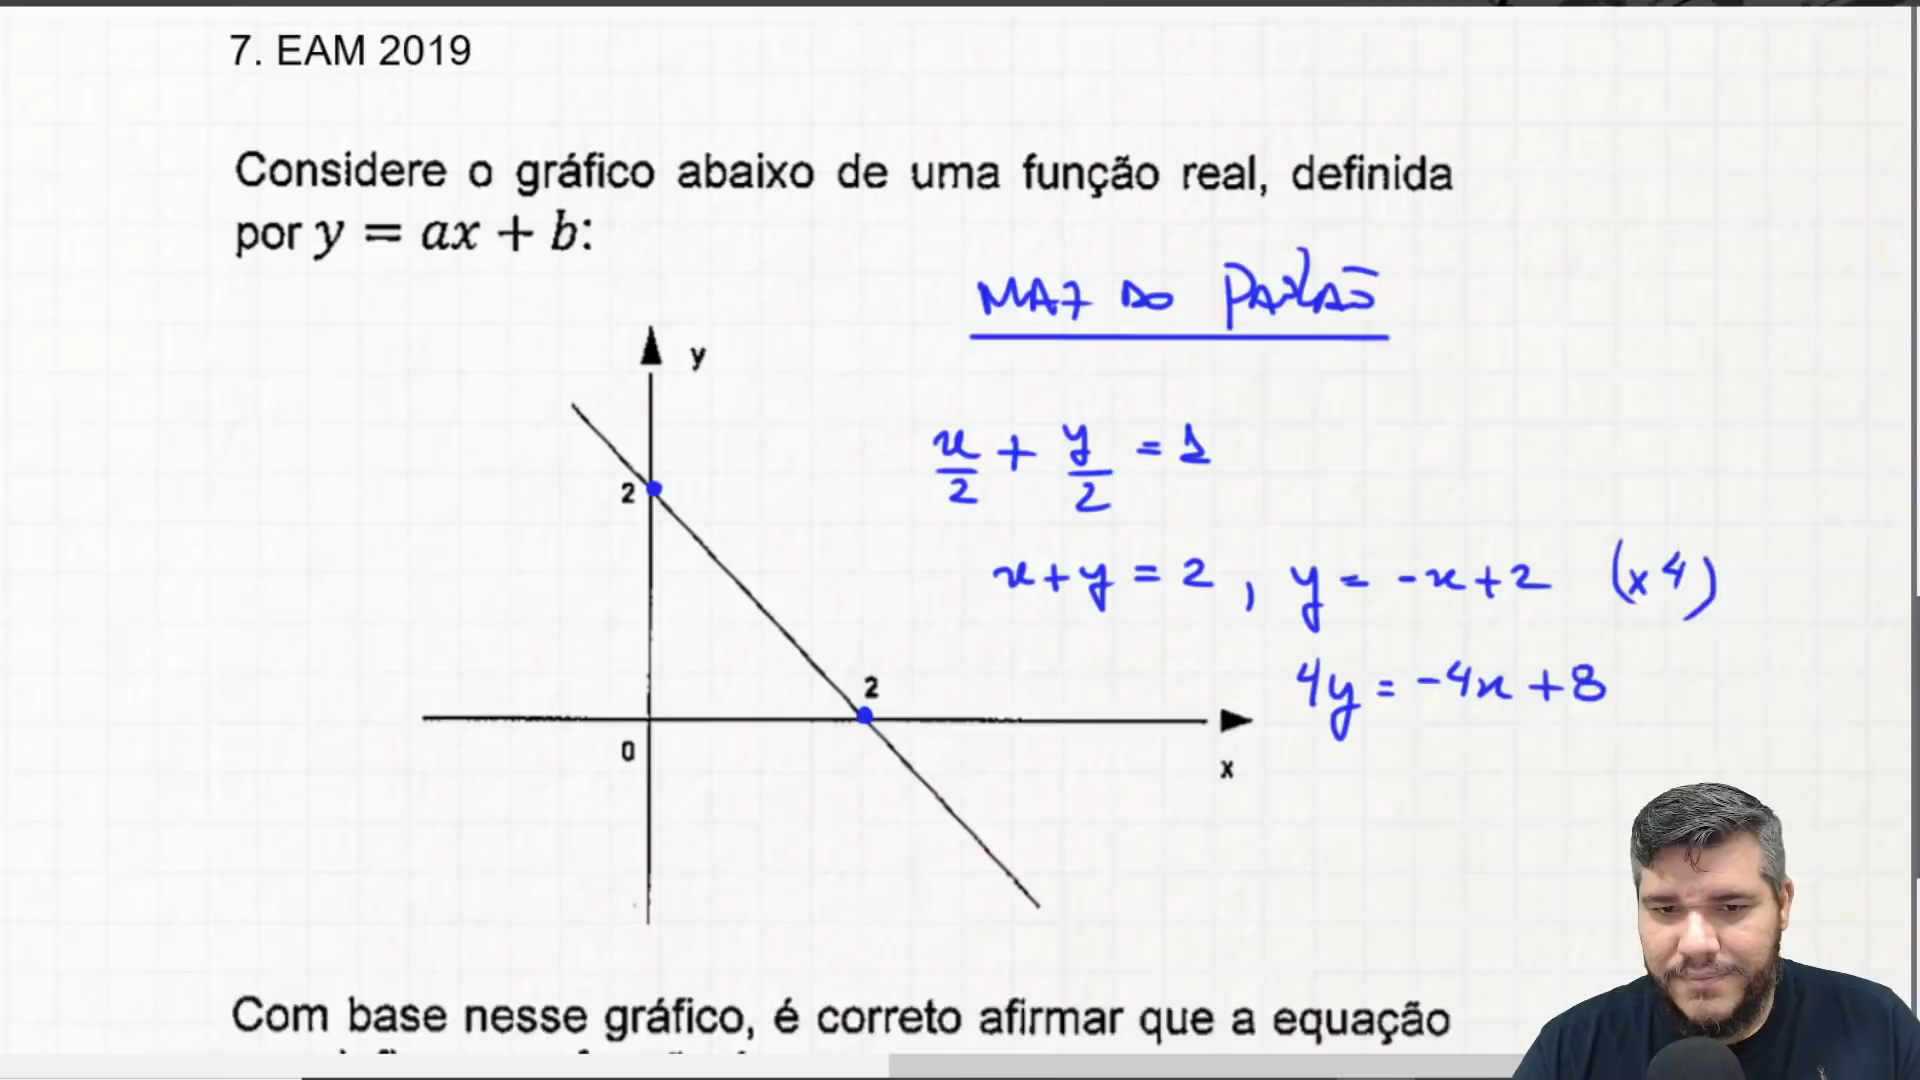 7. EAM 2019
Considere o gráfico abaixo de uma função real, definida
por y = ax + b:
MAT DO PAULÃO
y
2
x/2 + y/2 = 1
x+y = 2, y = -x+2 (x4)
4y = -4x+8
2
0
x
Com base nesse gráfico, é correto afirmar que a equação